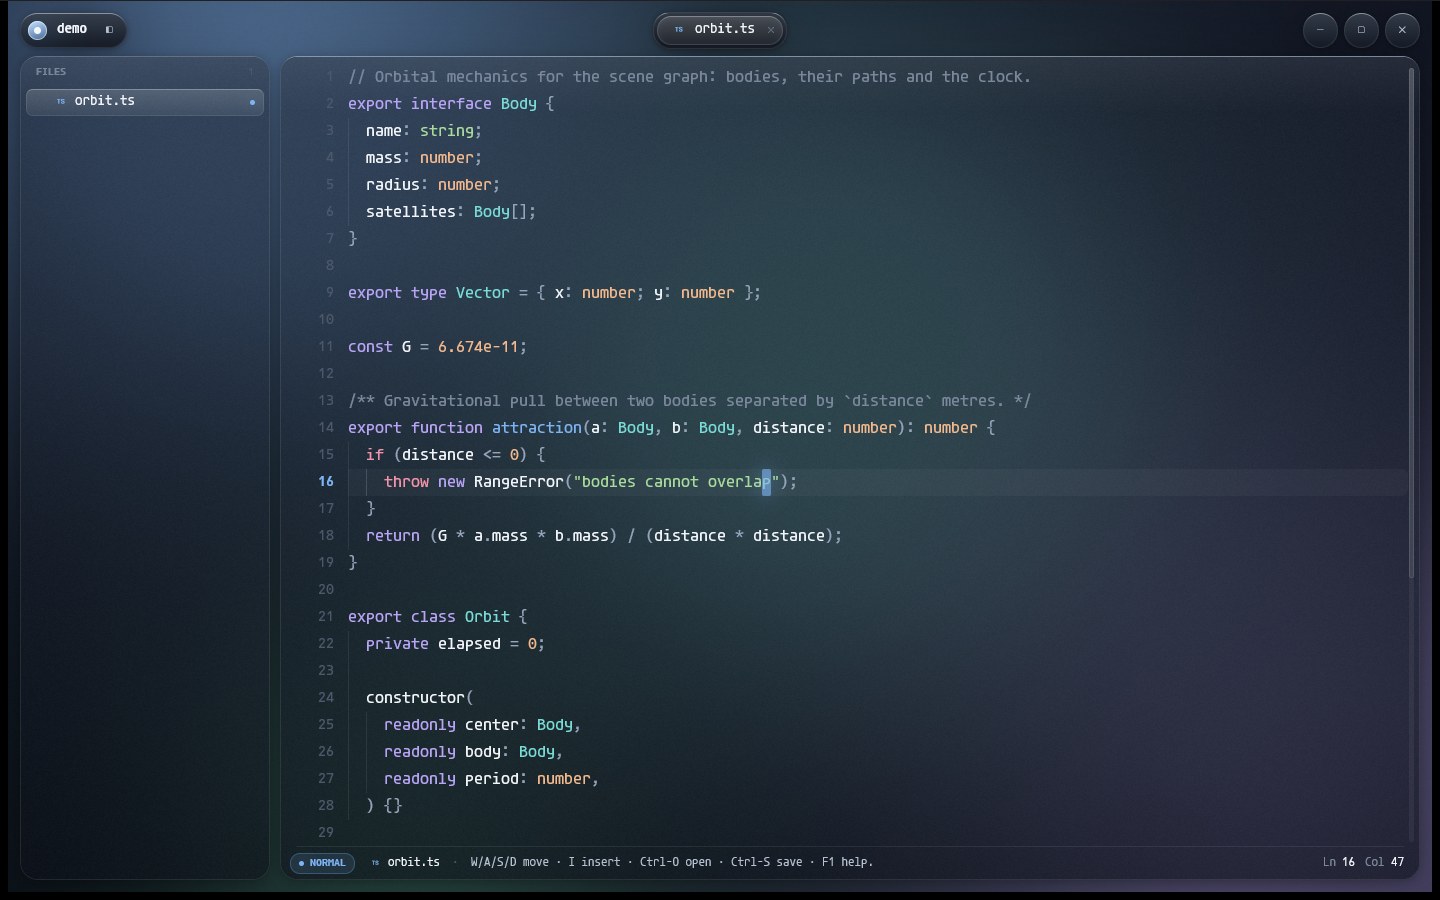 demo
TS orbit.ts ×
FILES
TS orbit.ts
1 // Orbital mechanics for the scene graph: bodies, their paths and the clock.
2 export interface Body {
3 name: string;
4 mass: number;
5 radius: number;
6 satellites: Body[];
7 }
8
9 export type Vector = { x: number; y: number };
10
11 const G = 6.674e-11;
12
13 /** Gravitational pull between two bodies separated by `distance` metres. */
14 export function attraction(a: Body, b: Body, distance: number): number {
15 if (distance <= 0) {
16 throw new RangeError("bodies cannot overlap");
17 }
18 return (G * a.mass * b.mass) / (distance * distance);
19 }
20
21 export class Orbit {
22 private elapsed = 0;
23
24 constructor(
25 readonly center: Body,
26 readonly body: Body,
27 readonly period: number,
28 ) {}
29
NORMAL TS orbit.ts · W/A/S/D move · I insert · Ctrl-O open · Ctrl-S save · F1 help. Ln 16 Col 47